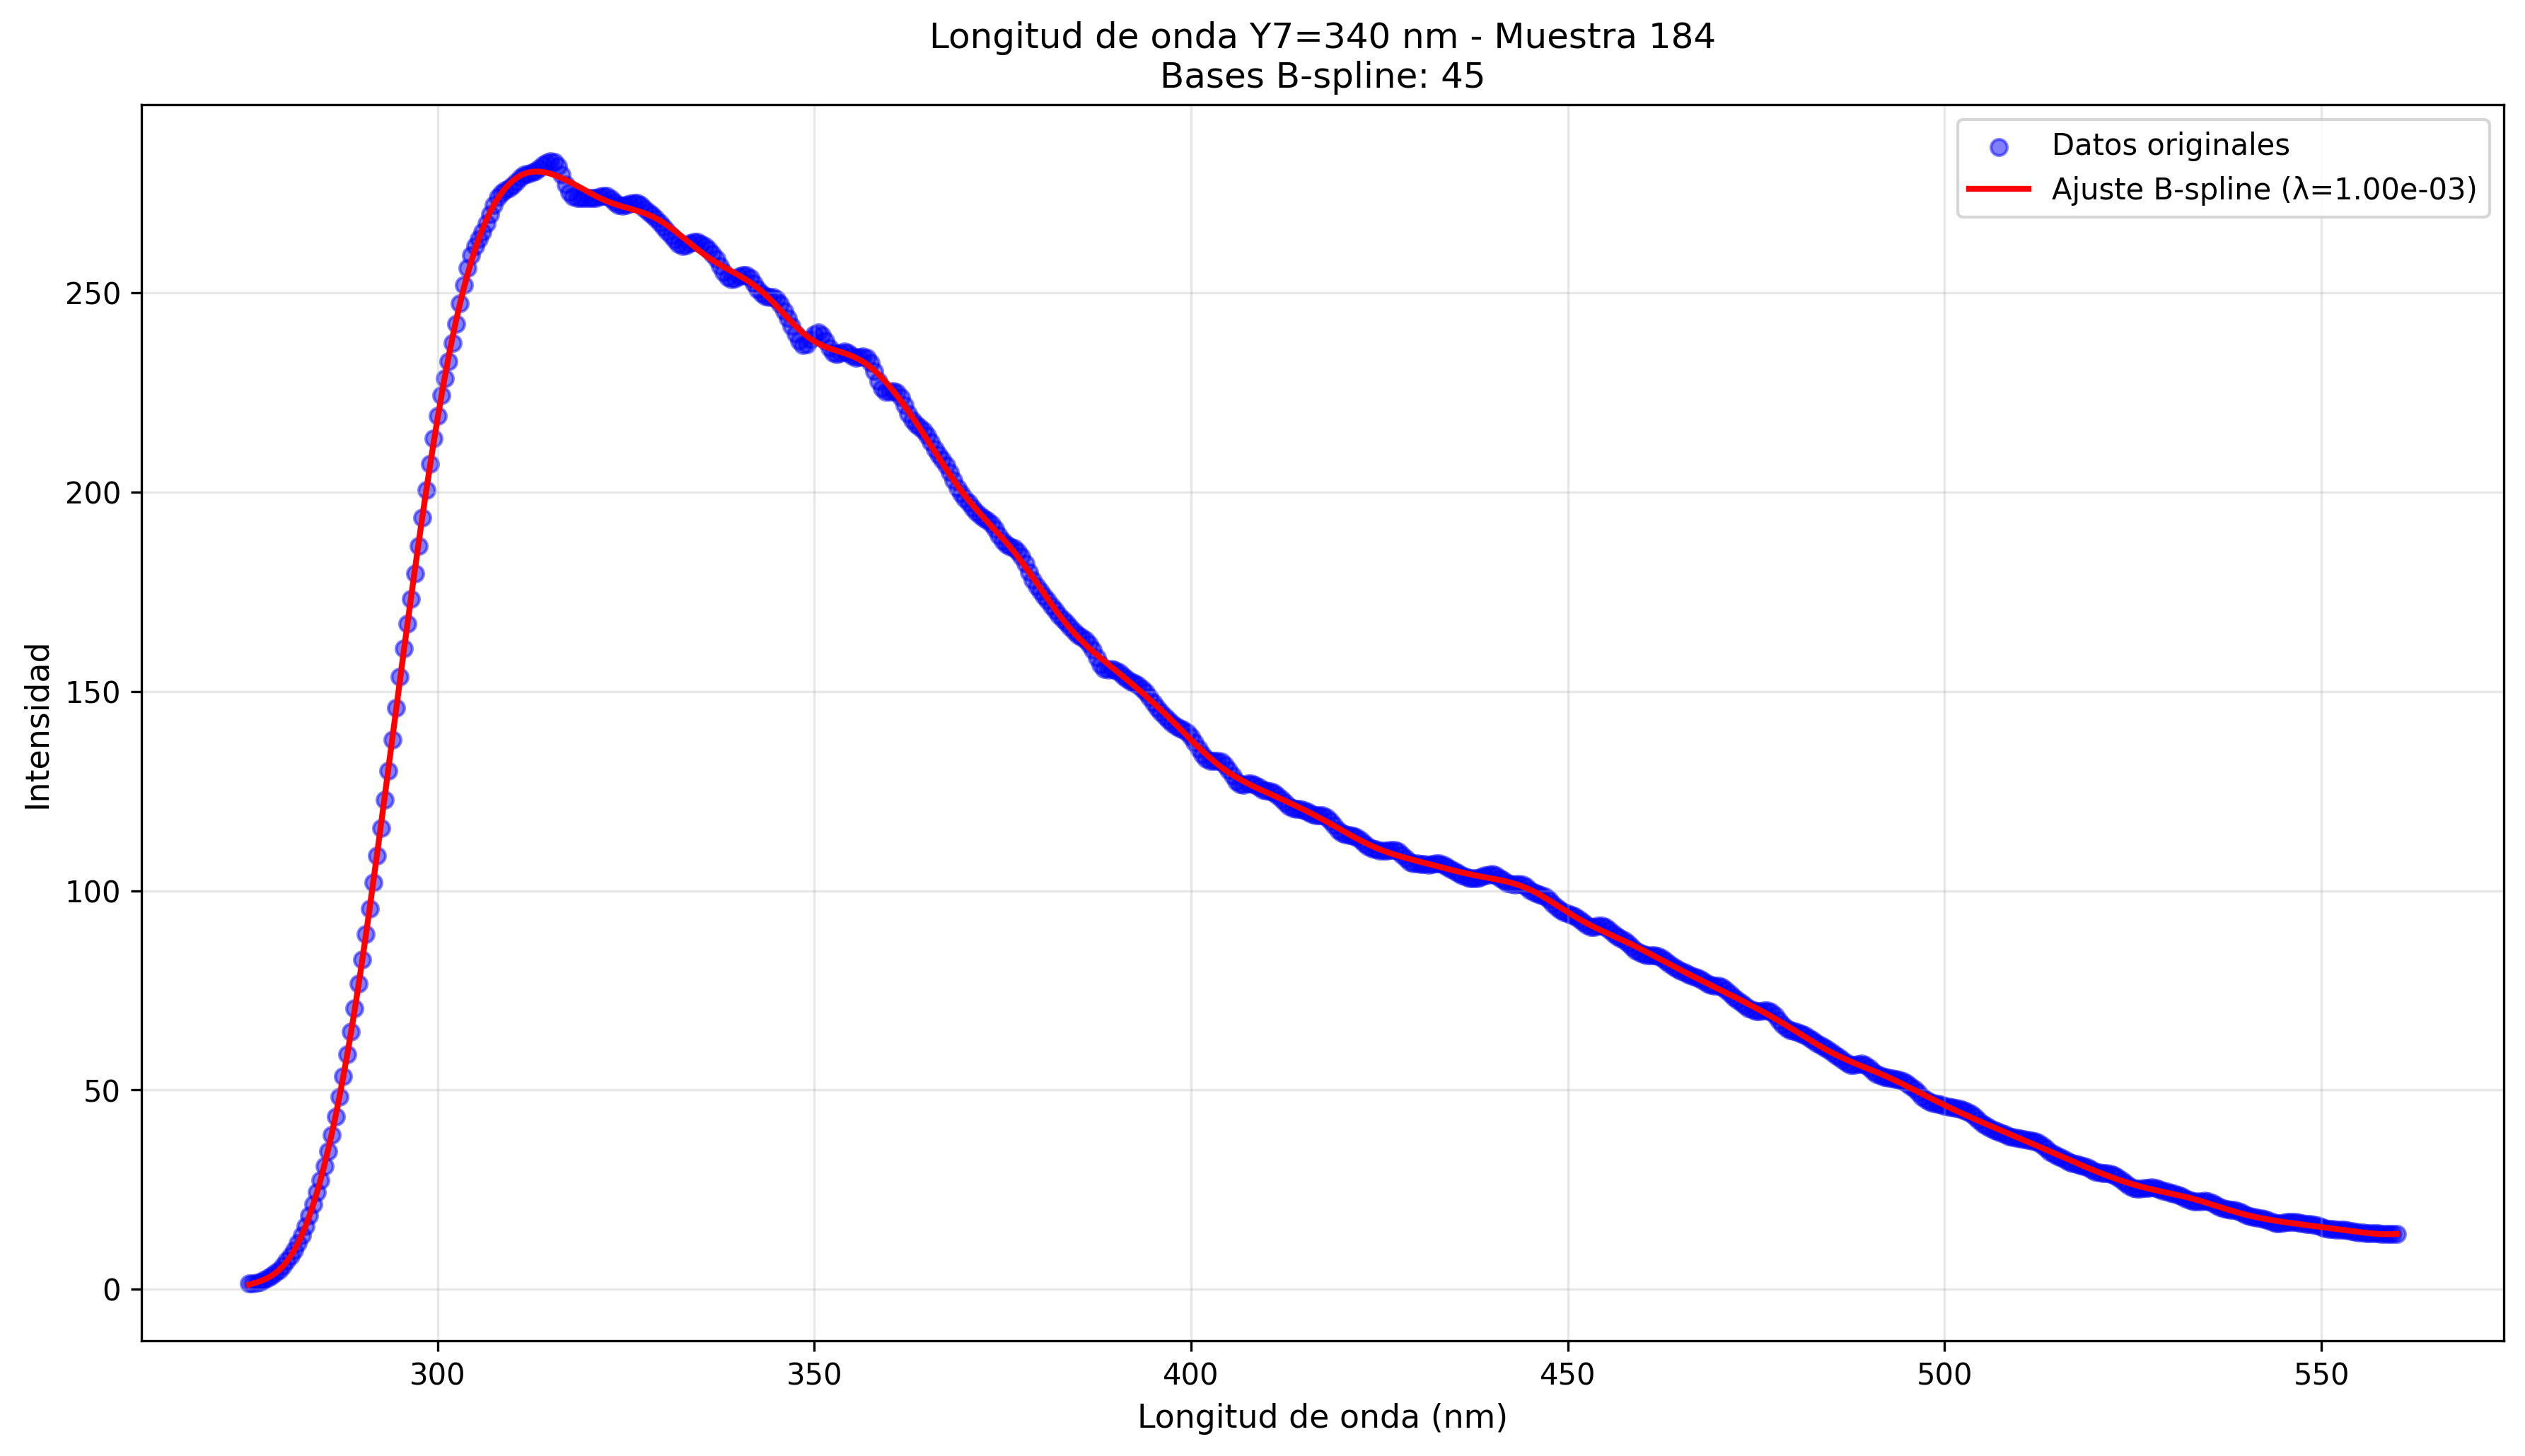 Longitud de onda Y7=340 nm - Muestra 184
Bases B-spline: 45
Datos originales
Ajuste B-spline (λ=1.00e-03)
Intensidad
250
200
150
100
50
0
300 350 400 450 500 550
Longitud de onda (nm)